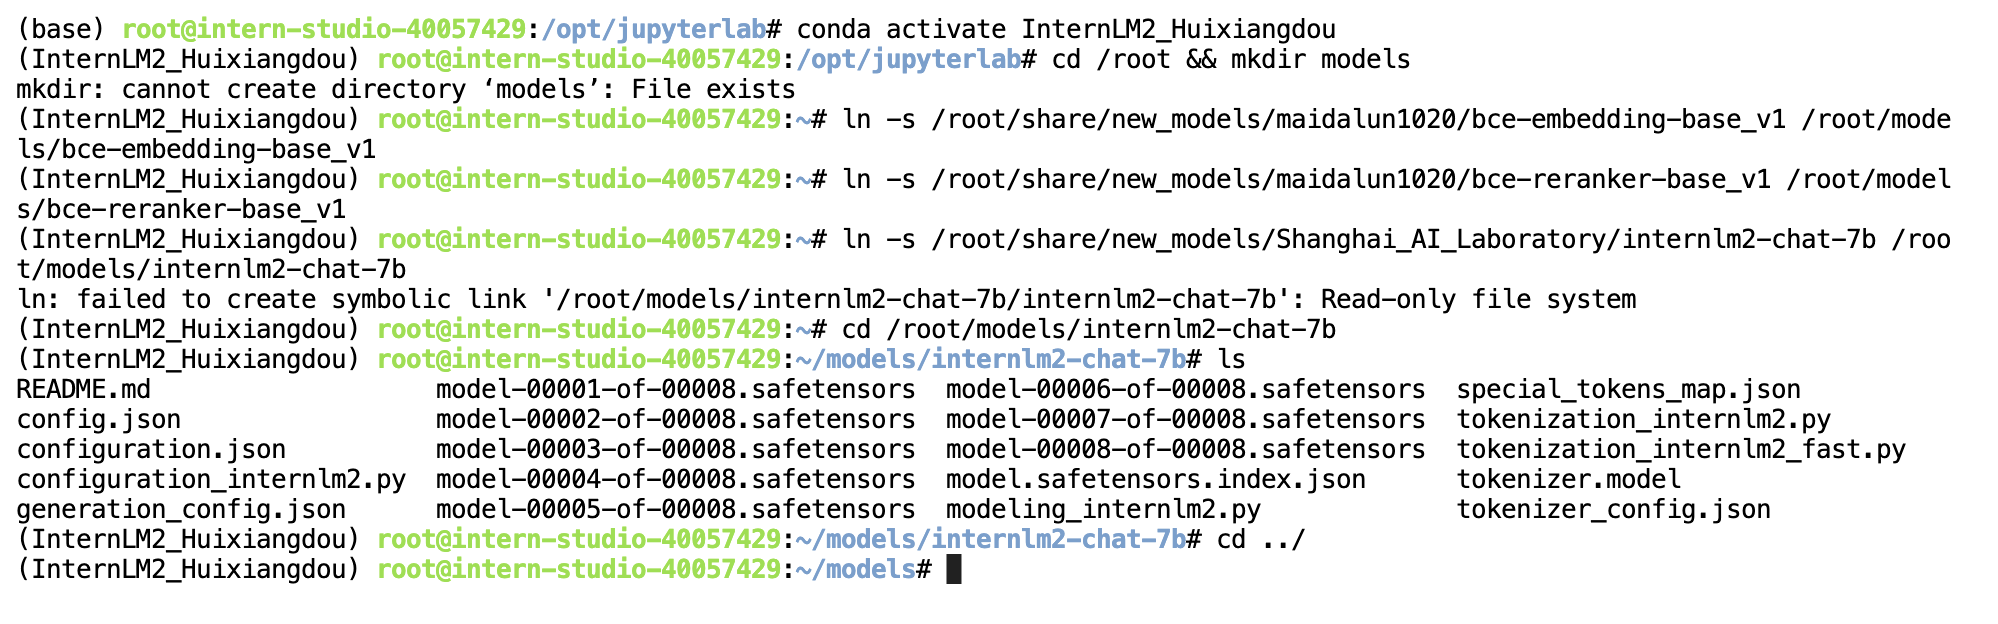 (base) root@intern-studio-40057429:/opt/jupyterlab# conda activate InternLM2_Huixiangdou
(InternLM2_Huixiangdou) root@intern-studio-40057429:/opt/jupyterlab# cd /root && mkdir models
mkdir: cannot create directory ‘models’: File exists
(InternLM2_Huixiangdou) root@intern-studio-40057429:~# ln -s /root/share/new_models/maidalun1020/bce-embedding-base_v1 /root/mode
ls/bce-embedding-base_v1
(InternLM2_Huixiangdou) root@intern-studio-40057429:~# ln -s /root/share/new_models/maidalun1020/bce-reranker-base_v1 /root/model
s/bce-reranker-base_v1
(InternLM2_Huixiangdou) root@intern-studio-40057429:~# ln -s /root/share/new_models/Shanghai_AI_Laboratory/internlm2-chat-7b /roo
t/models/internlm2-chat-7b
ln: failed to create symbolic link '/root/models/internlm2-chat-7b/internlm2-chat-7b': Read-only file system
(InternLM2_Huixiangdou) root@intern-studio-40057429:~# cd /root/models/internlm2-chat-7b
(InternLM2_Huixiangdou) root@intern-studio-40057429:~/models/internlm2-chat-7b# ls
README.md                   model-00001-of-00008.safetensors  model-00006-of-00008.safetensors  special_tokens_map.json
config.json                 model-00002-of-00008.safetensors  model-00007-of-00008.safetensors  tokenization_internlm2.py
configuration.json          model-00003-of-00008.safetensors  model-00008-of-00008.safetensors  tokenization_internlm2_fast.py
configuration_internlm2.py  model-00004-of-00008.safetensors  model.safetensors.index.json      tokenizer.model
generation_config.json      model-00005-of-00008.safetensors  modeling_internlm2.py             tokenizer_config.json
(InternLM2_Huixiangdou) root@intern-studio-40057429:~/models/internlm2-chat-7b# cd ../
(InternLM2_Huixiangdou) root@intern-studio-40057429:~/models#